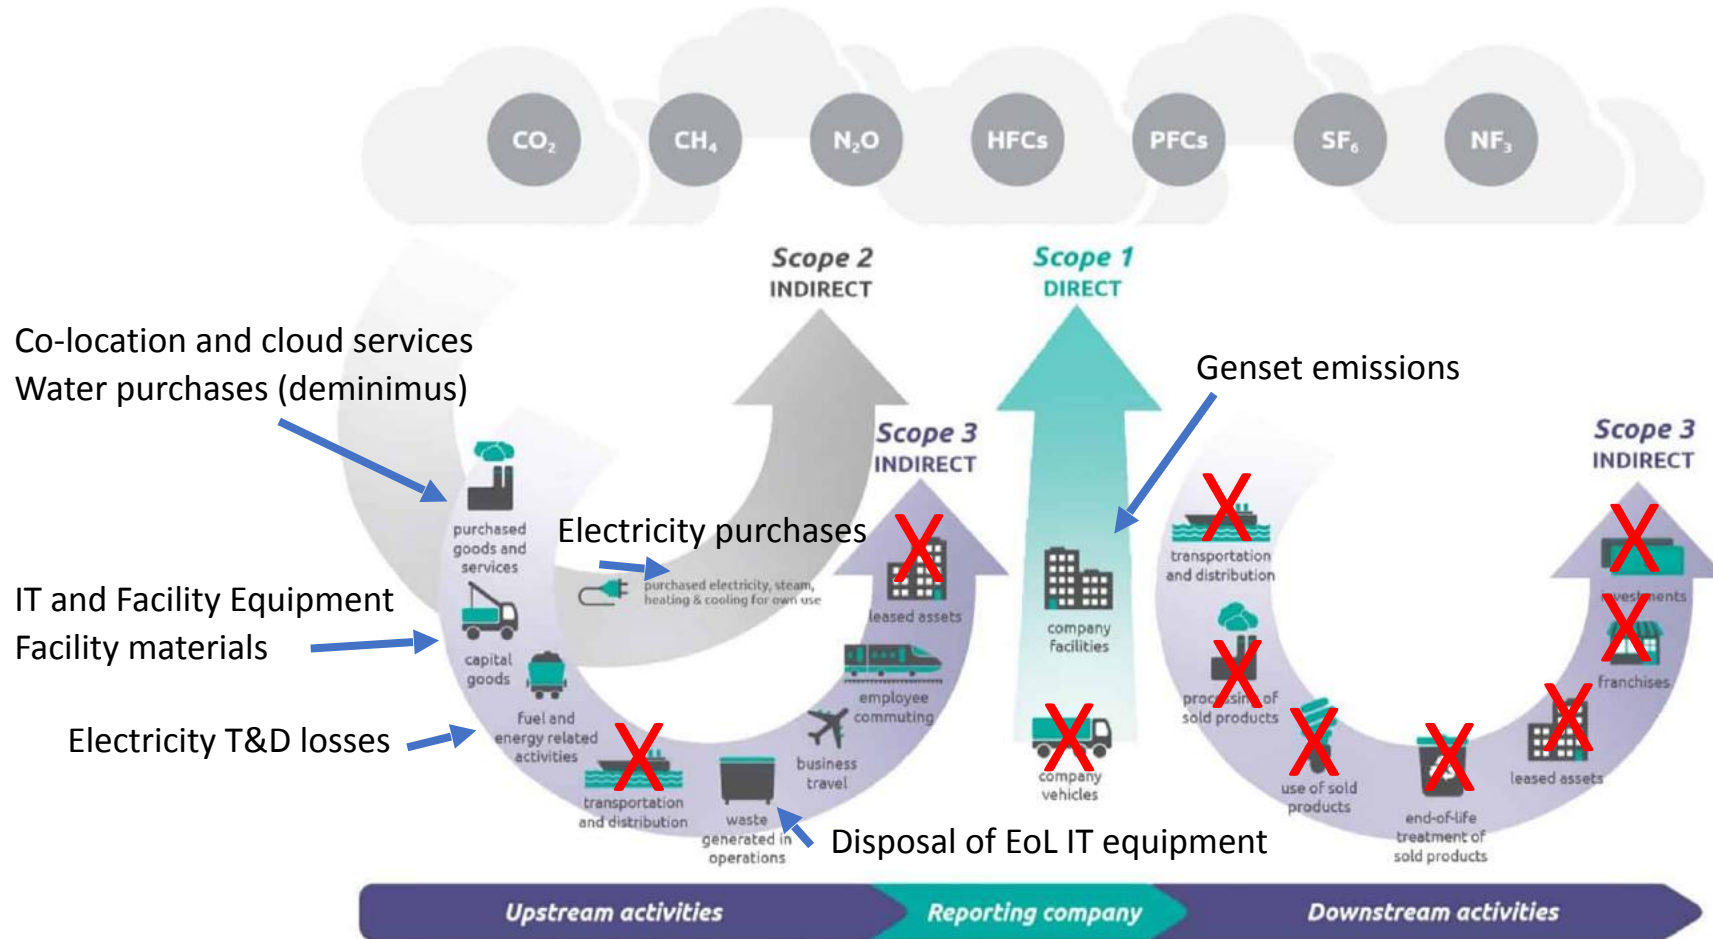 CO₂
CH₄
N₂O
HFCs
PFCs
SF₆
NF₃
Scope 2
INDIRECT
Scope 1
DIRECT
Co-location and cloud services
Water purchases (deminimus)
Genset emissions
Scope 3
INDIRECT
Scope 3
INDIRECT
purchased
goods and
services
Electricity purchases
purchased electricity, steam,
heating & cooling for own use
leased assets
transportation
and distribution
investments
IT and Facility Equipment
Facility materials
capital
goods
company
facilities
employee
commuting
processing of
sold products
franchises
Electricity T&D losses
fuel and
energy related
activities
business
travel
company
vehicles
use of sold
products
leased assets
transportation
and distribution
waste
generated in
operations
Disposal of EoL IT equipment
end-of-life
treatment of
sold products
Upstream activities
Reporting company
Downstream activities